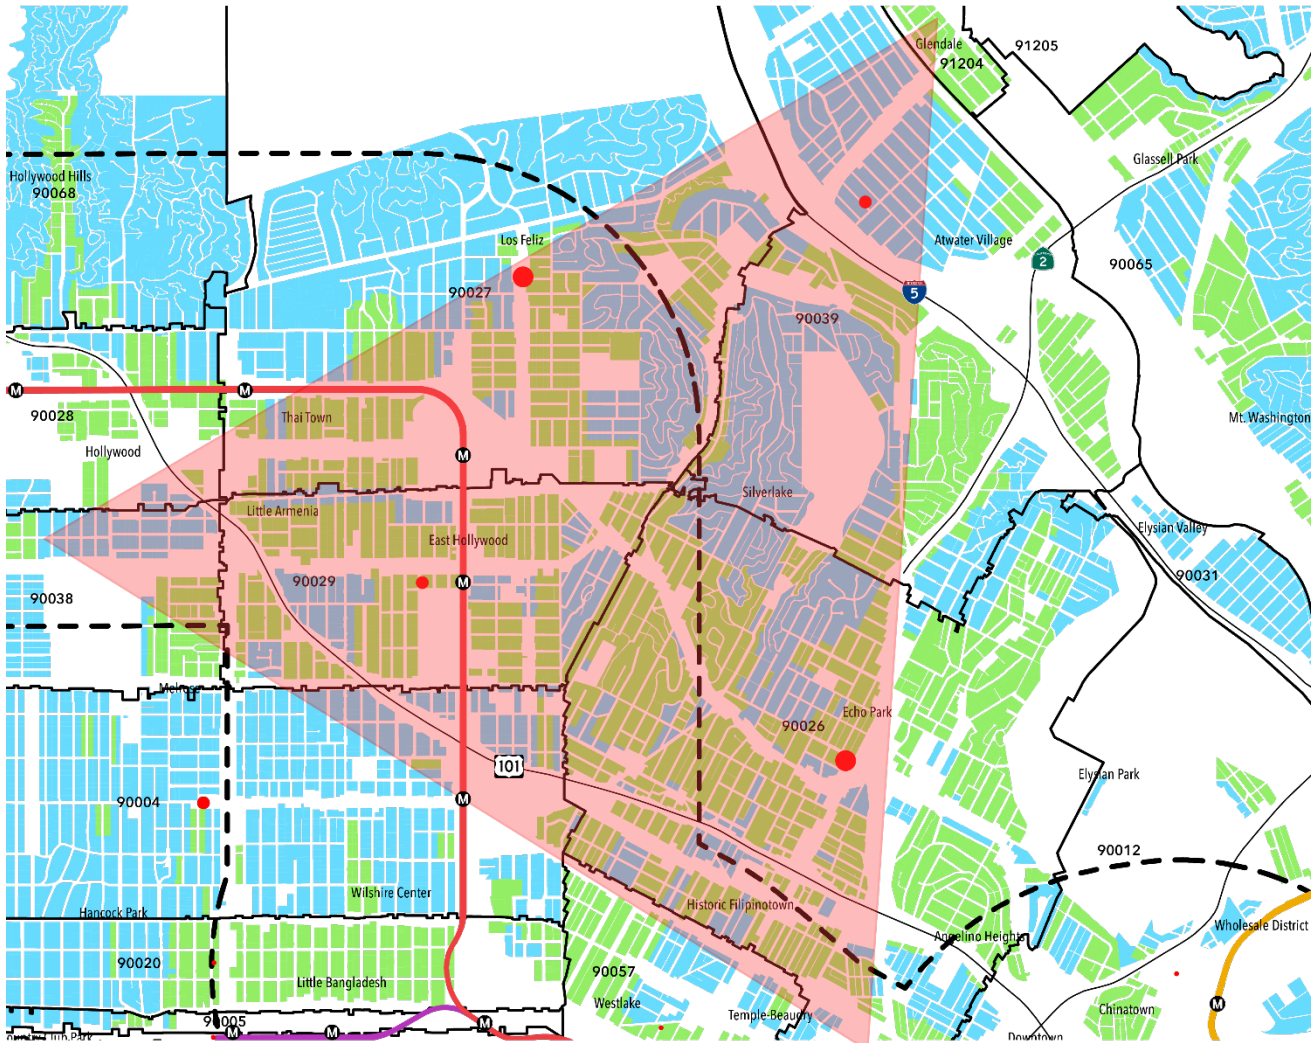 Glendale
91204
91205
Glassell Park
Hollywood Hills
90068
Los Feliz
Atwater Village
2
90065
90027
5
90039
M
M
90028
Thai Town
Mt. Washington
Hollywood
M
Silverlake
Little Armenia
Elysian Valley
East Hollywood
90029
M
90031
90038
Melrose
Echo Park
90026
101
Elysian Park
90004
M
90012
Wilshire Center
Hancock Park
Historic Filipinotown
Wholesale District
Angelino Heights
90020
90057
Little Bangladesh
Westlake
M
Chinatown
Temple-Beaudry
90005
M
M
M
Country Club Park
Downtown